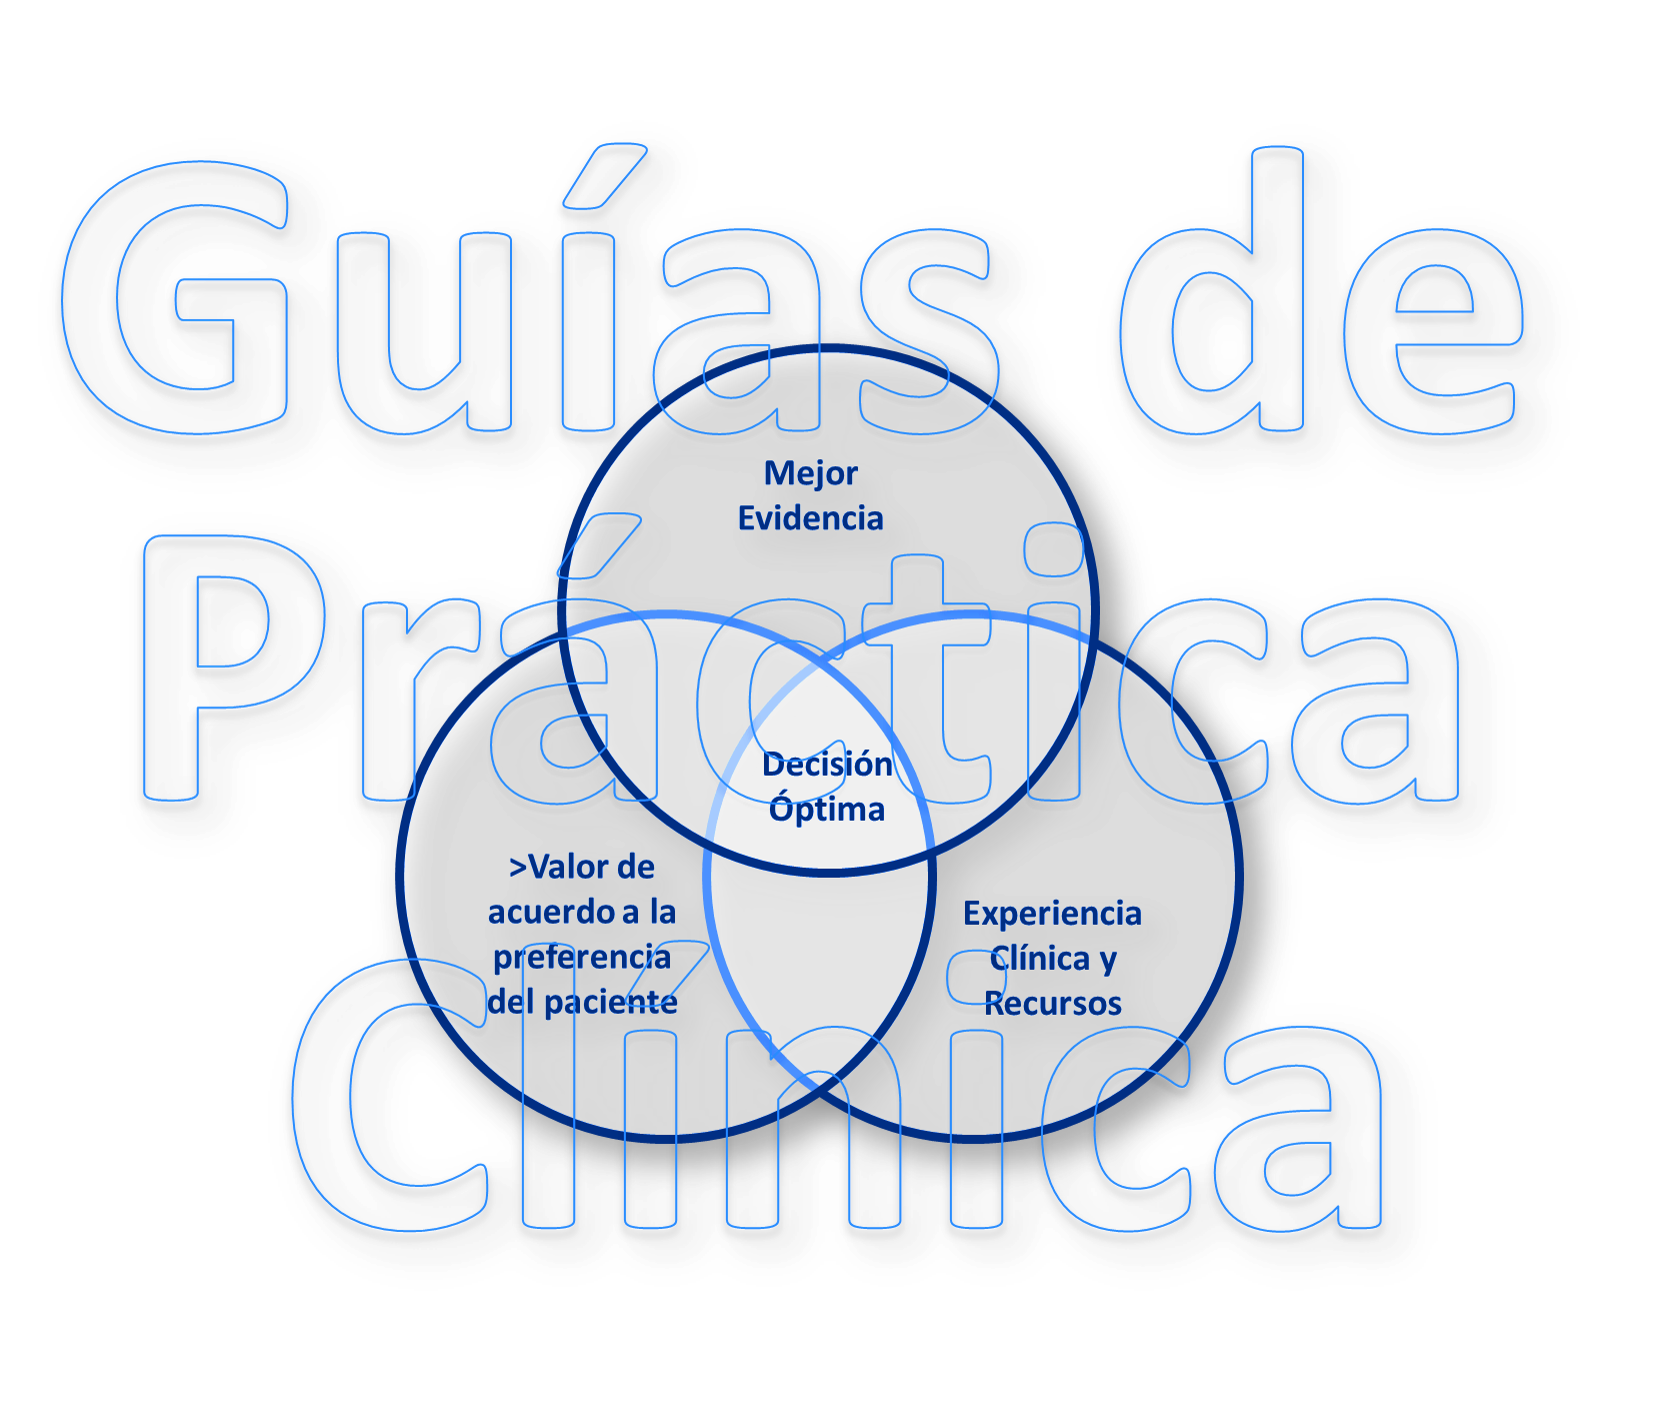 Guías de
Práctica
Clínica
Mejor
Evidencia
Decisión
Óptima
>Valor de
acuerdo a la
preferencia
del paciente
Experiencia
Clínica y
Recursos